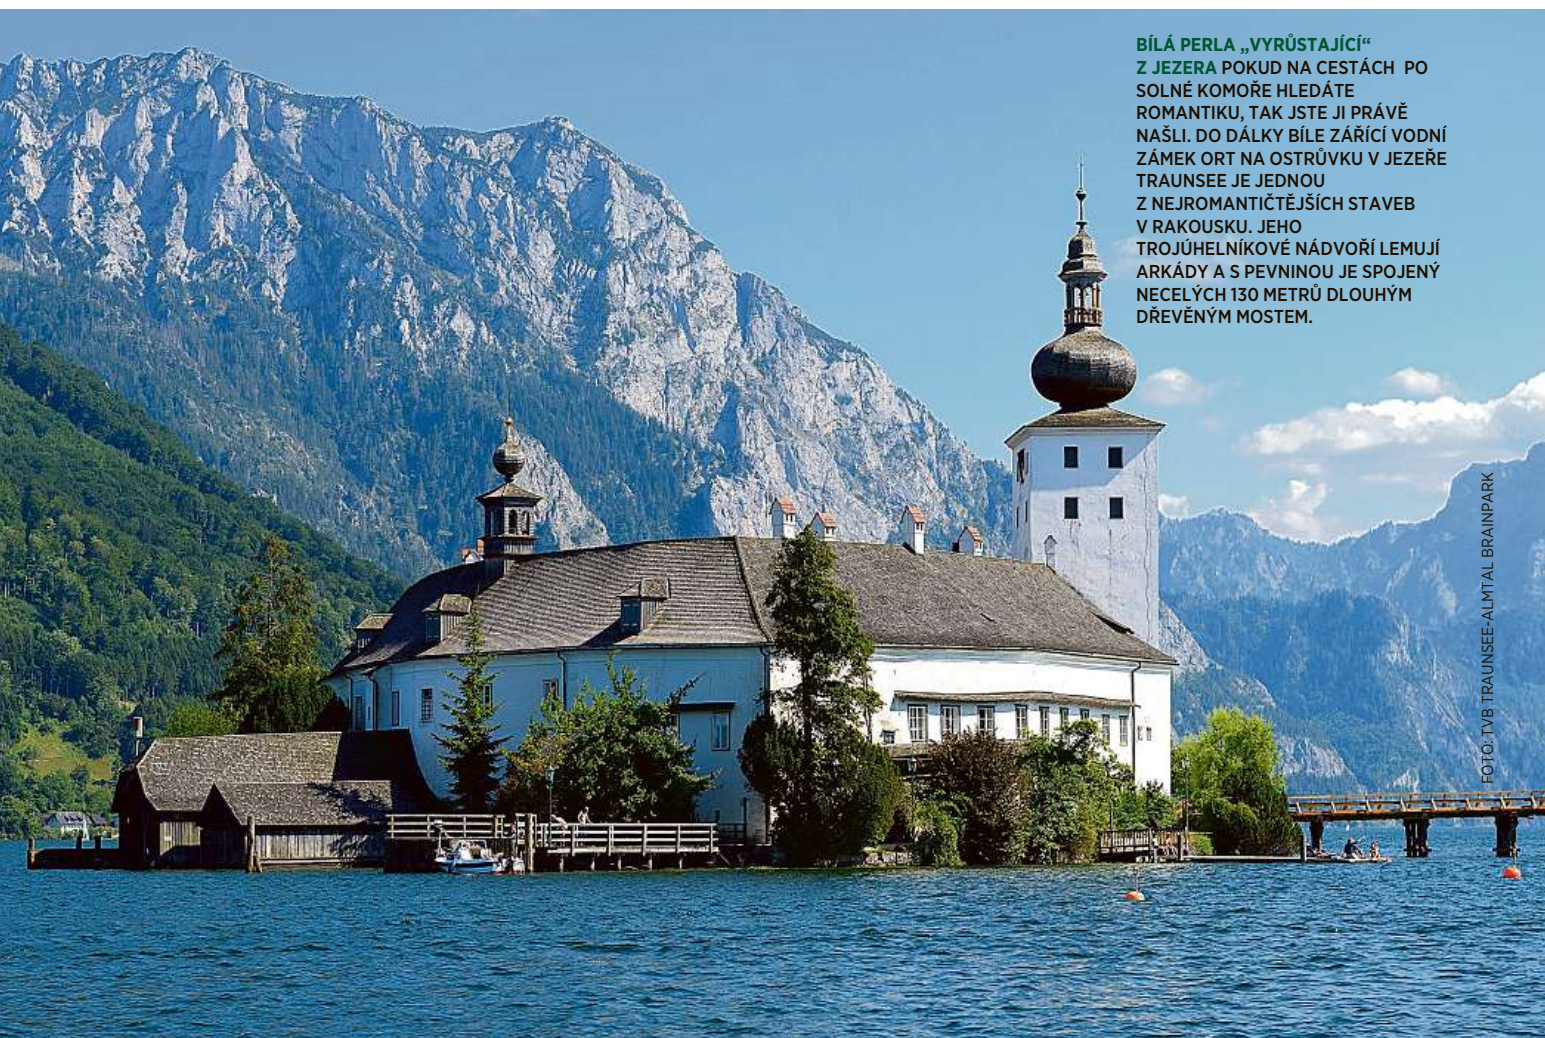 BÍLÁ PERLA „VYRŮSTAJÍCÍ“
Z JEZERA POKUD NA CESTÁCH PO
SOLNÉ KOMOŘE HLEDÁTE
ROMANTIKU, TAK JSTE JI PRÁVĚ
NAŠLI. DO DÁLKY BÍLE ZÁŘÍCÍ VODNÍ
ZÁMEK ORT NA OSTRŮVKU V JEZEŘE
TRAUNSEE JE JEDNOU
Z NEJROMANTIČTĚJŠÍCH STAVEB
V RAKOUSKU. JEHO
TROJÚHELNÍKOVÉ NÁDVOŘÍ LEMUJÍ
ARKÁDY A S PEVNINOU JE SPOJENÝ
NECELÝCH 130 METRŮ DLOUHÝM
DŘEVĚNÝM MOSTEM.
FOTO: TVB TRAUNSEE-ALMTAL BRAINPARK